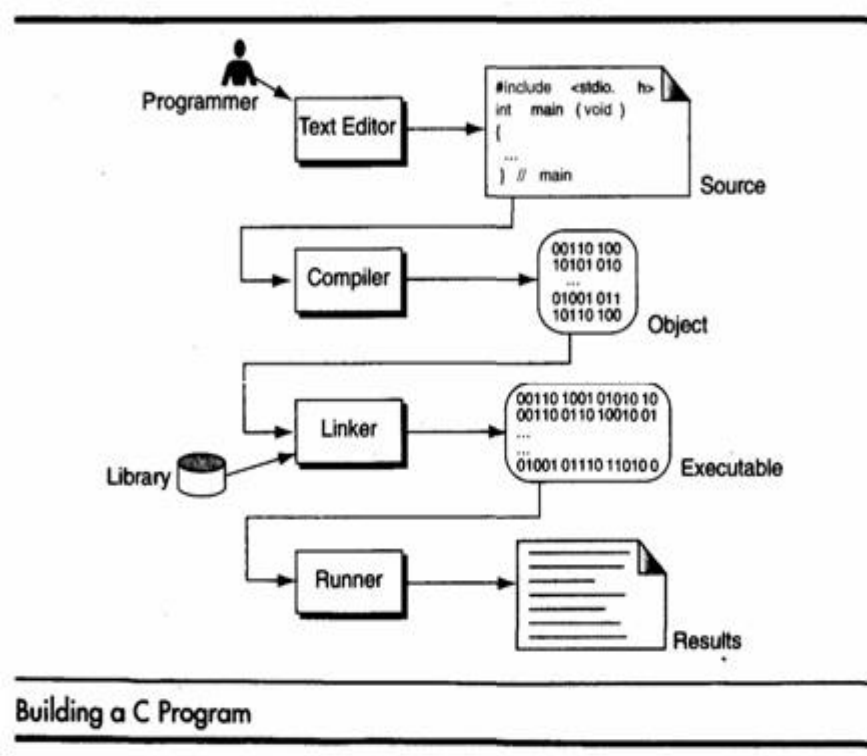 Programmer
Text Editor
#include <stdio. h>
int main (void)
{
...
} // main
Source
Compiler
00110 100
10101 010
...
01001 011
10110 100
Object
Library
Linker
00110 1001 01010 10
00110 0110 10010 01
...
...
01001 01110 11010 0
Executable
Runner
Results
Building a C Program